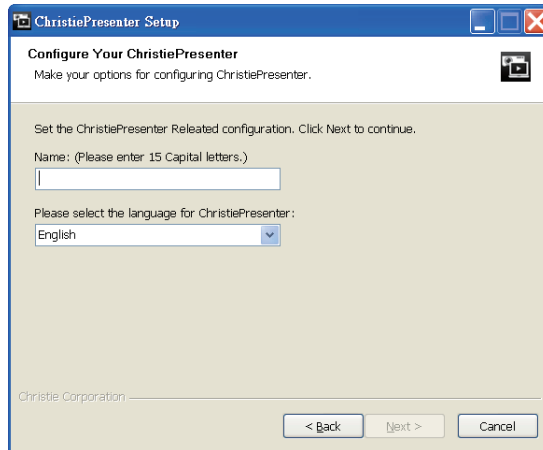 ChristiePresenter Setup
Configure Your ChristiePresenter
Make your options for configuring ChristiePresenter.
Set the ChristiePresenter Releated configuration. Click Next to continue.
Name: (Please enter 15 Capital letters.)
Please select the language for ChristiePresenter:
English
Christie Corporation
< Back Next > Cancel